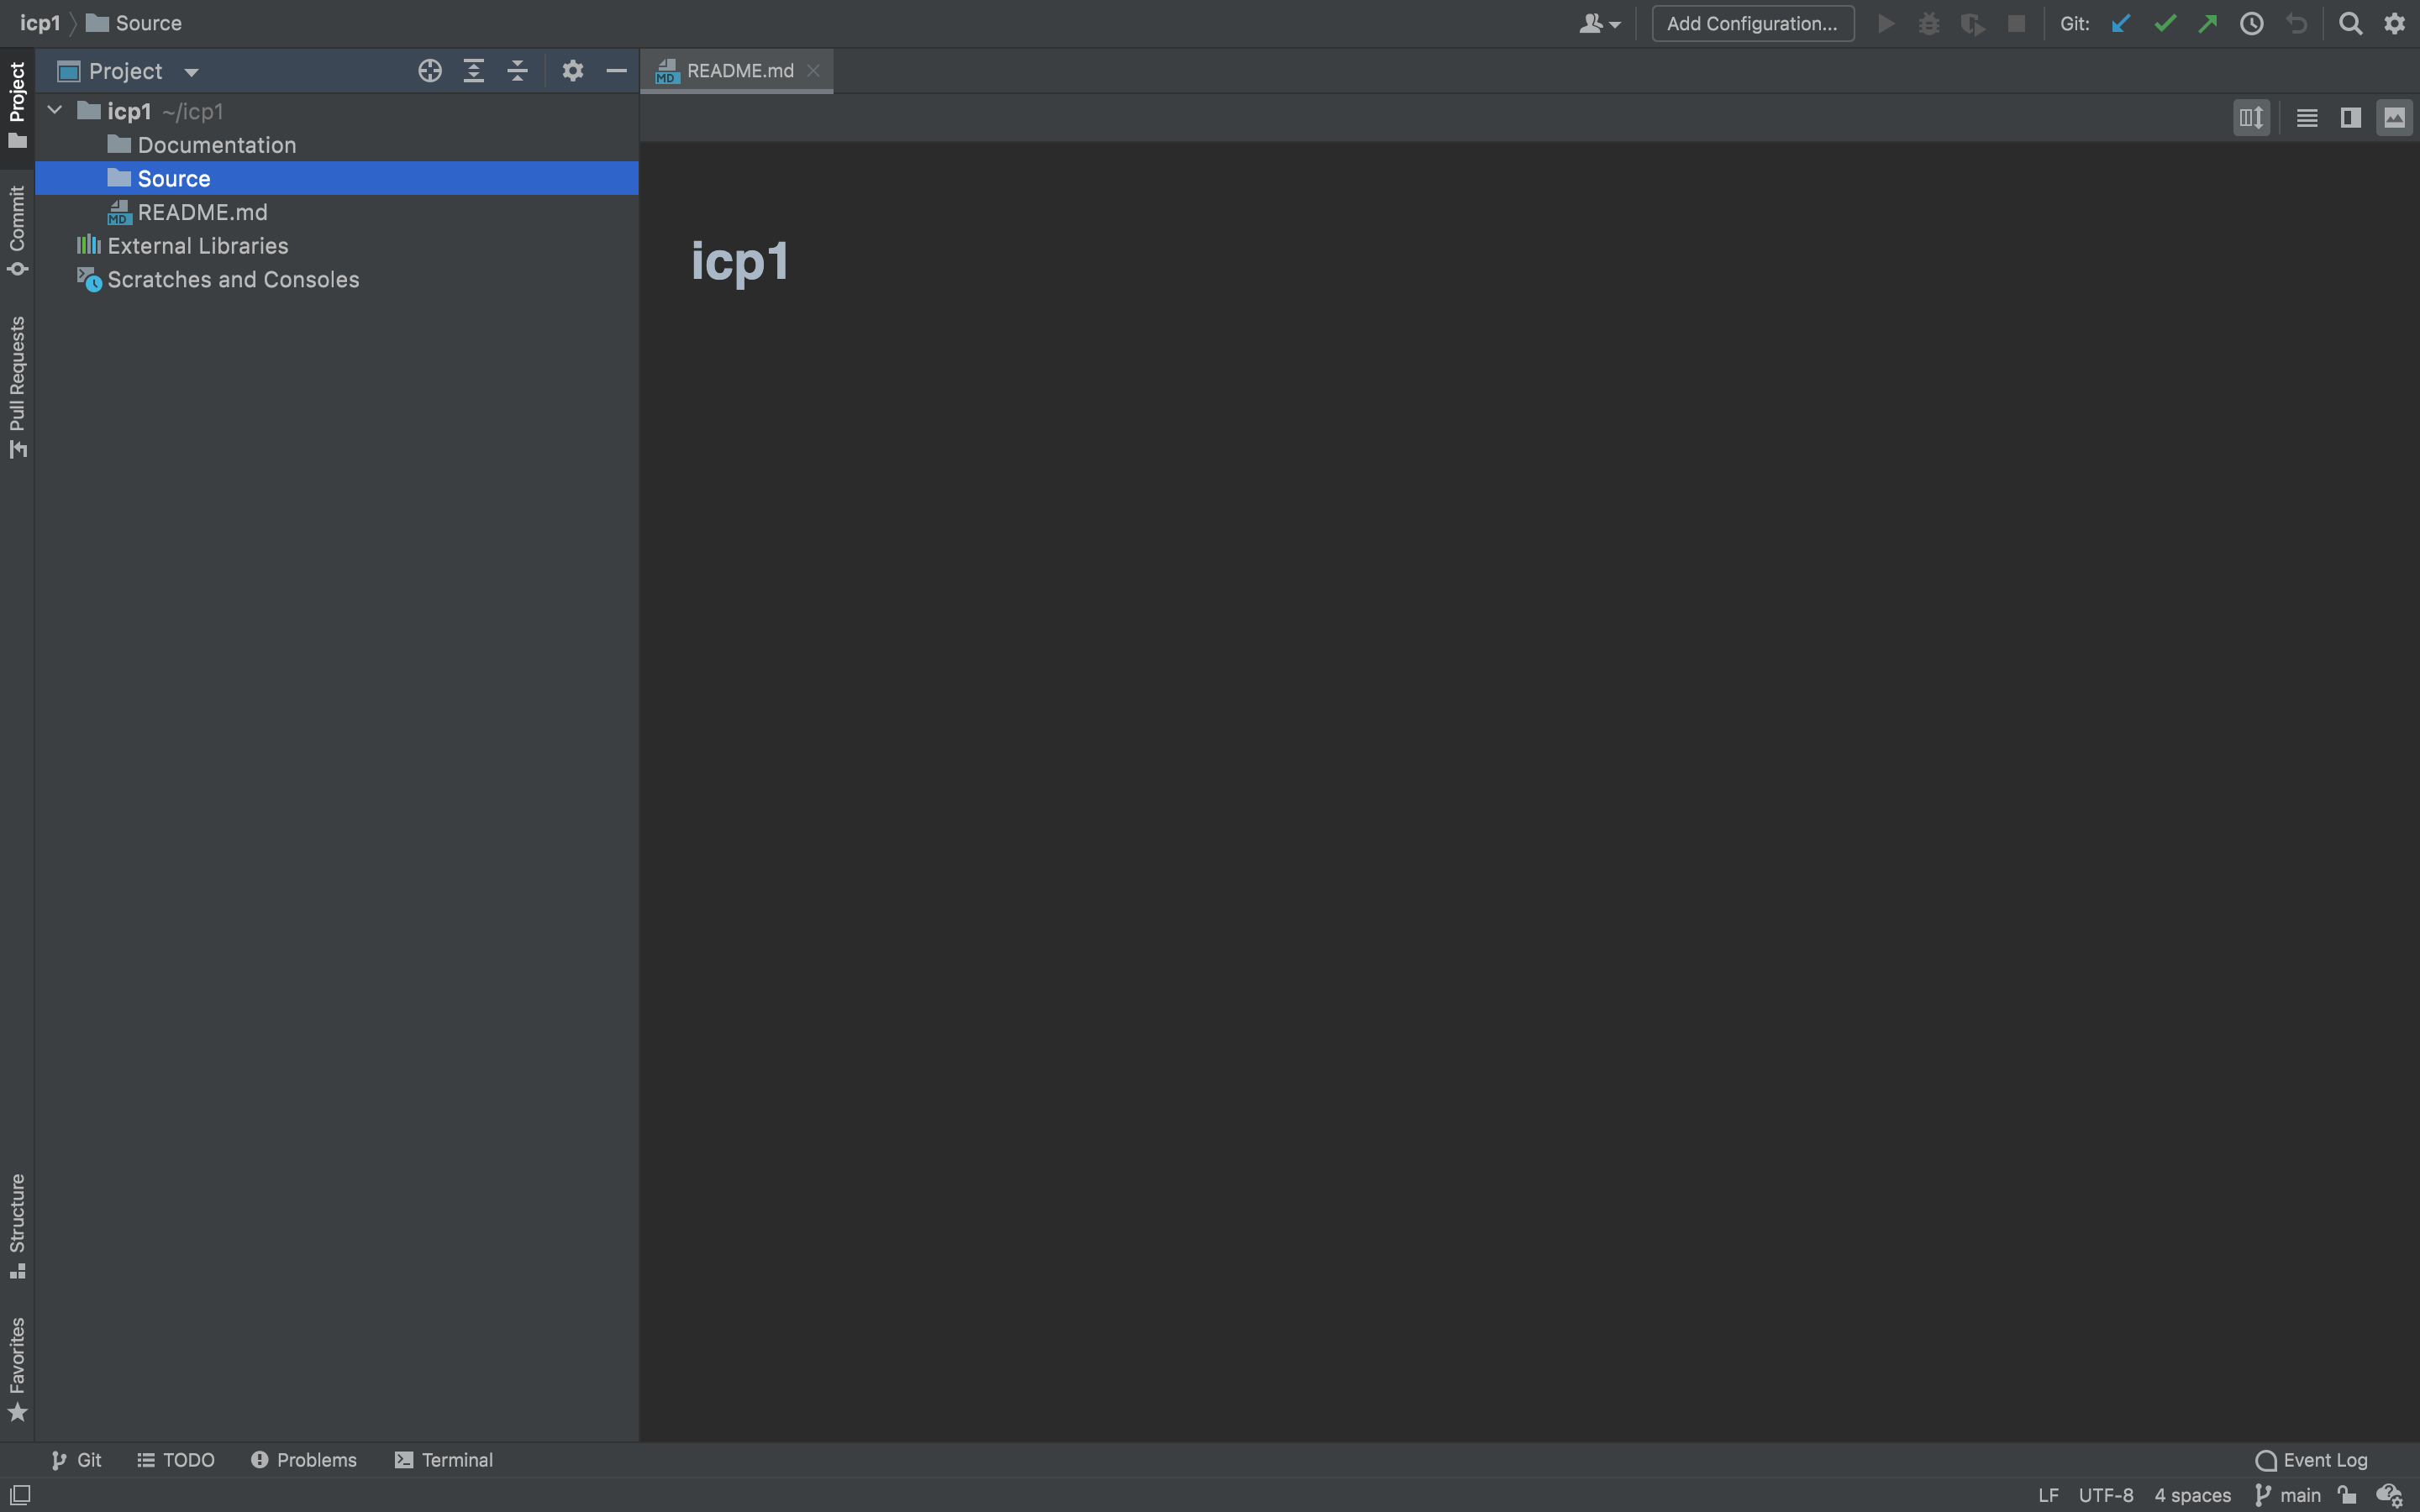 icp1 Source
Add Configuration...
Git:
Project
README.md
icp1 ~/icp1
Documentation
Source
README.md
External Libraries
Scratches and Consoles
icp1
Project
Commit
Pull Requests
Structure
Favorites
Git TODO Problems Terminal
Event Log
LF UTF-8 4 spaces main